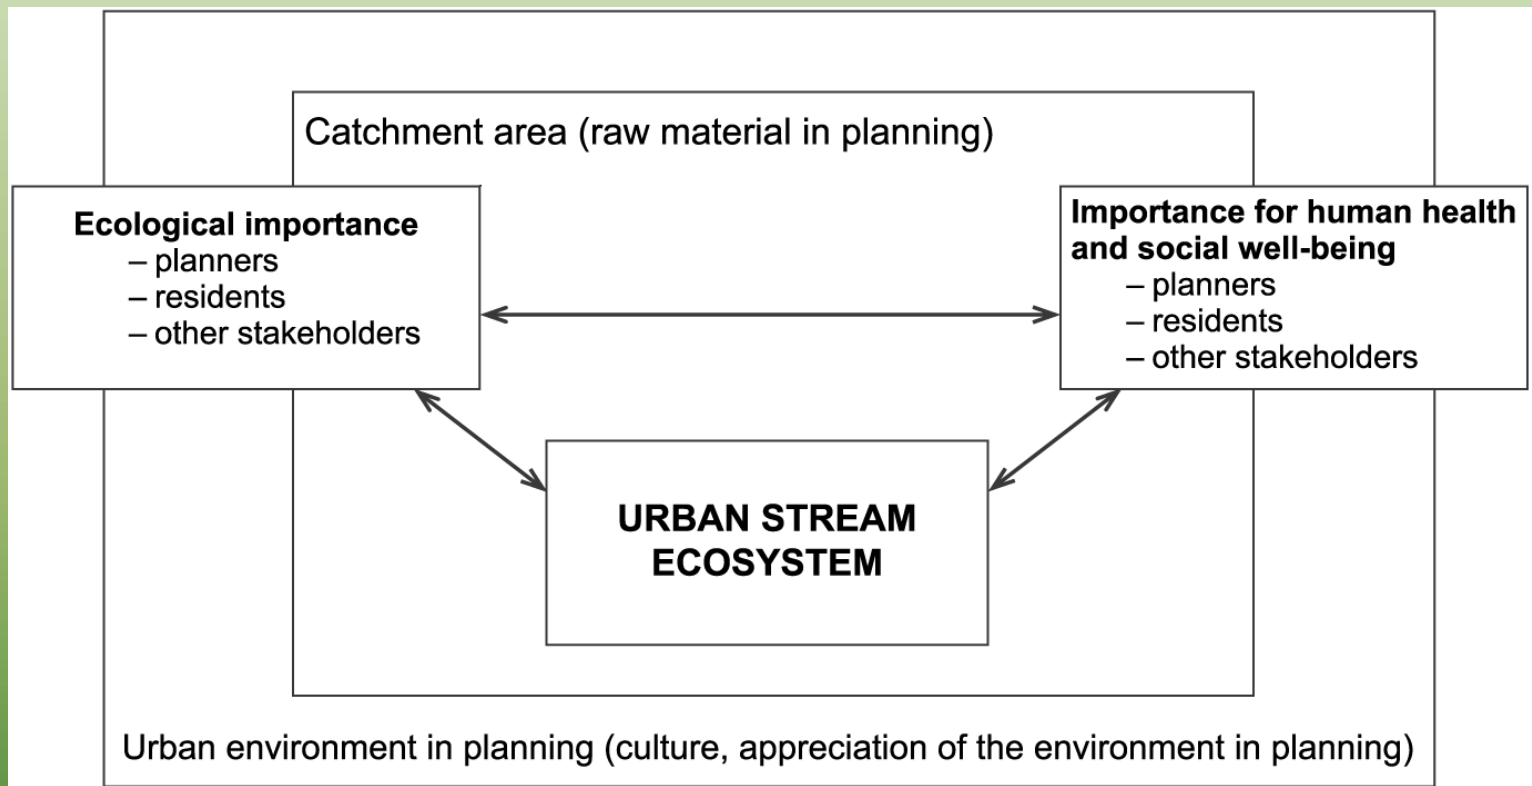 Catchment area (raw material in planning)
Ecological importance
– planners
– residents
– other stakeholders
Importance for human health
and social well-being
– planners
– residents
– other stakeholders
URBAN STREAM
ECOSYSTEM
Urban environment in planning (culture, appreciation of the environment in planning)